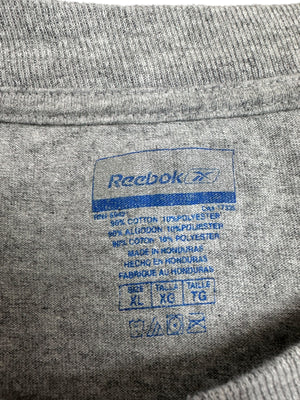 Reebok
90% COTTON 10% POLYESTER
90% ALGODON 10% POLYESTER
90% COTON 10% POLYESTER
MADE IN HONDURAS
HECHO EN HONDURAS
FABRIQUE AU HONDURAS
SIZE TALLA TAILLE
XL XG TG